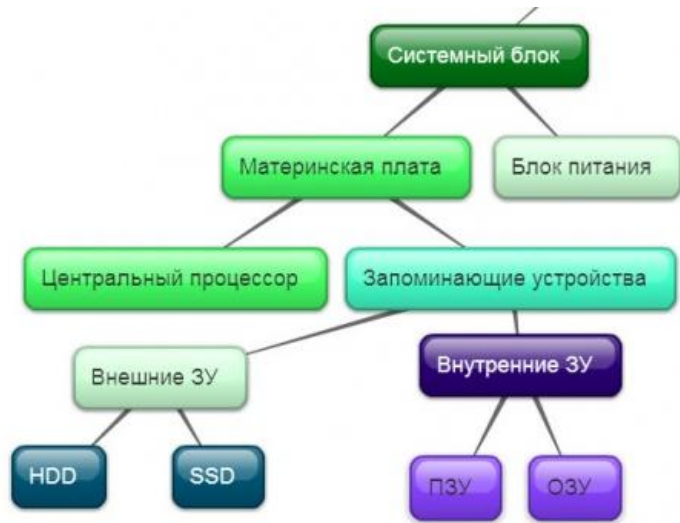 Системный блок
Материнская плата
Блок питания
Центральный процессор
Запоминающие устройства
Внешние ЗУ
Внутренние ЗУ
HDD
SSD
ПЗУ
ОЗУ